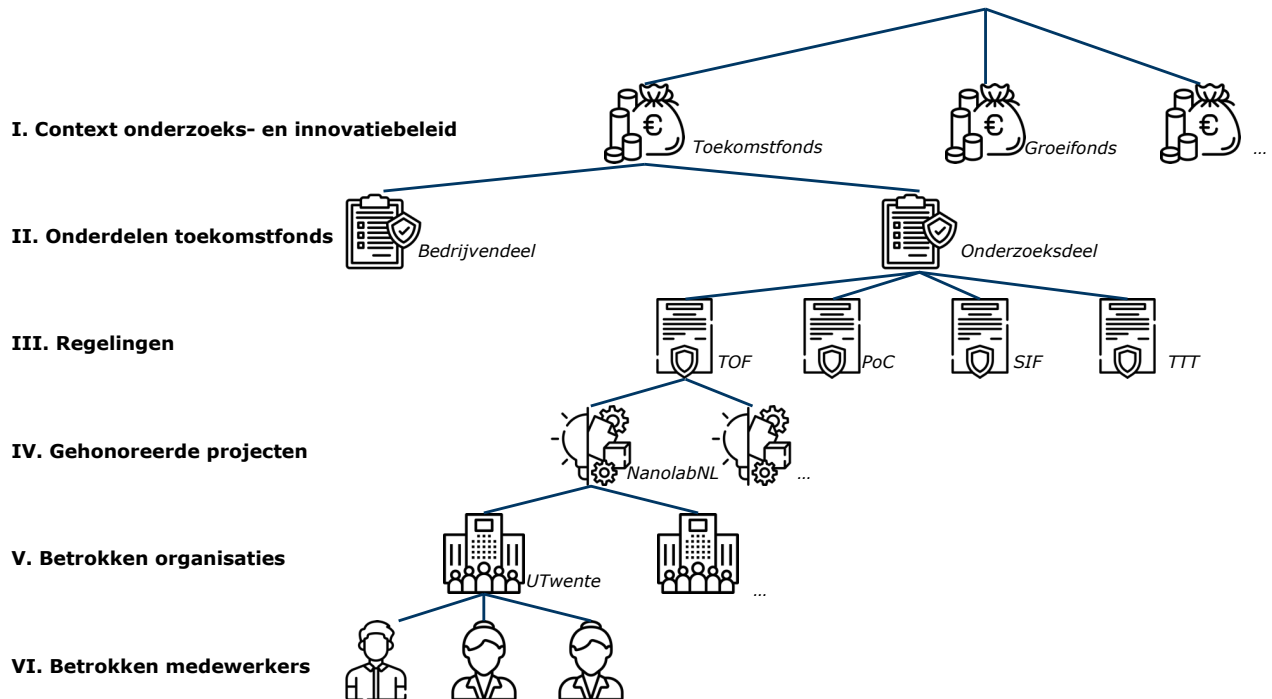 I. Context onderzoeks- en innovatiebeleid
Toekomstfonds
Groeifonds
...
II. Onderdelen toekomstfonds
Bedrijvendeel
Onderzoeksdeel
III. Regelingen
TOF
PoC
SIF
TTT
IV. Gehonoreerde projecten
NanolabNL
...
V. Betrokken organisaties
UTwente
...
VI. Betrokken medewerkers